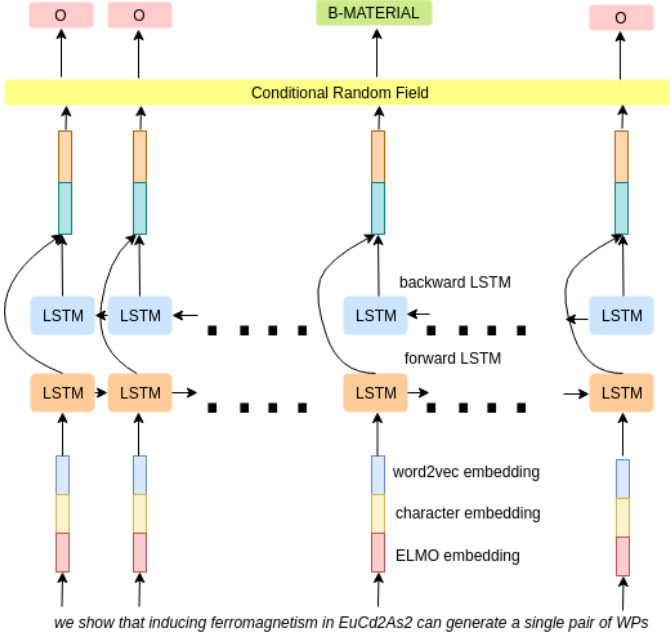 O O B-MATERIAL O
Conditional Random Field
backward LSTM
LSTM LSTM LSTM LSTM
forward LSTM
LSTM LSTM LSTM LSTM
word2vec embedding
character embedding
ELMO embedding
we show that inducing ferromagnetism in EuCd2As2 can generate a single pair of WPs